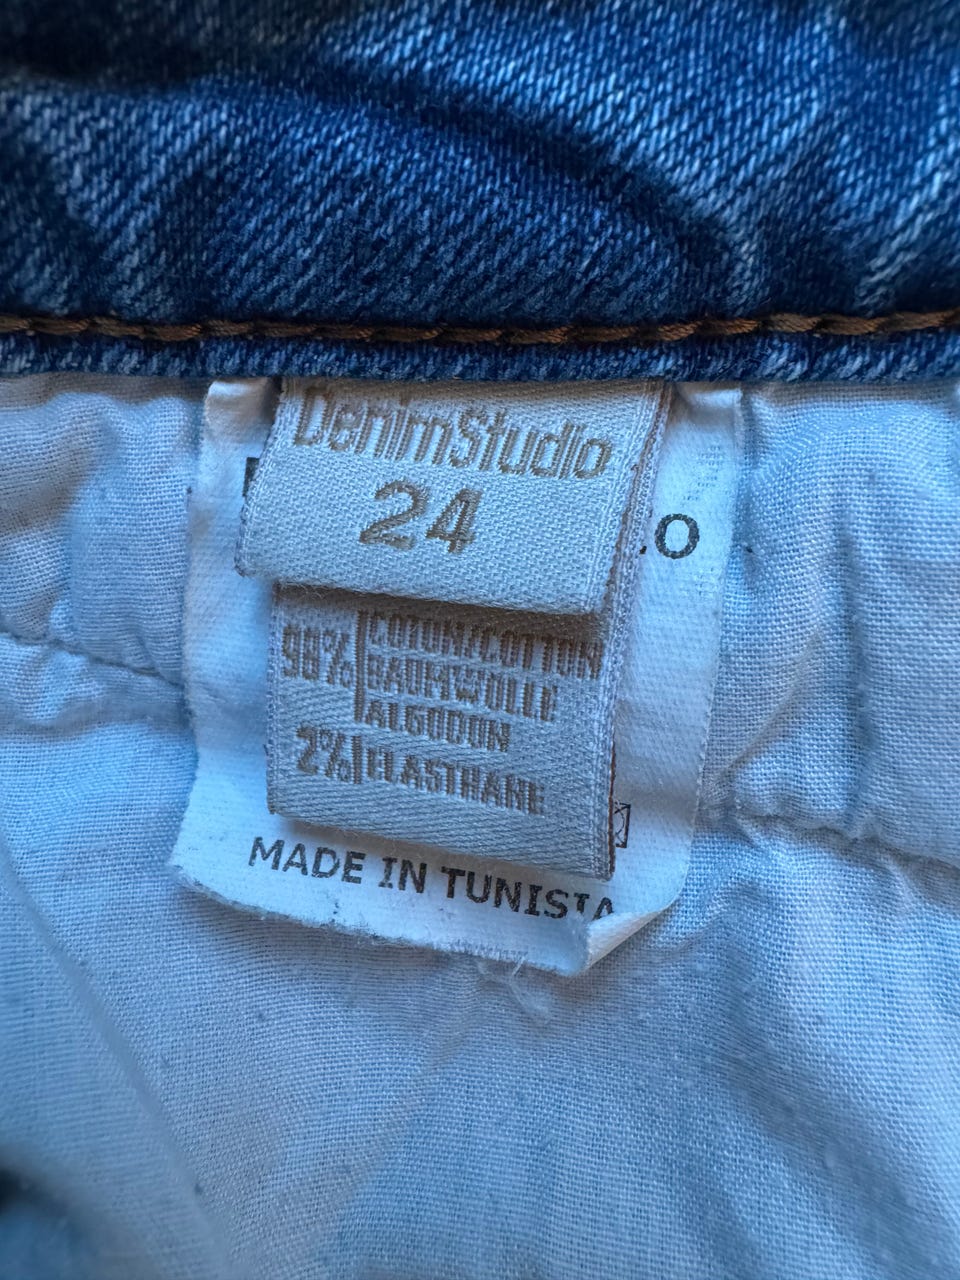 DenimStudio
24
98% COTON/COTTON
BAUMWOLLE
ALGODON
2% ELASTHANE
MADE IN TUNISIA